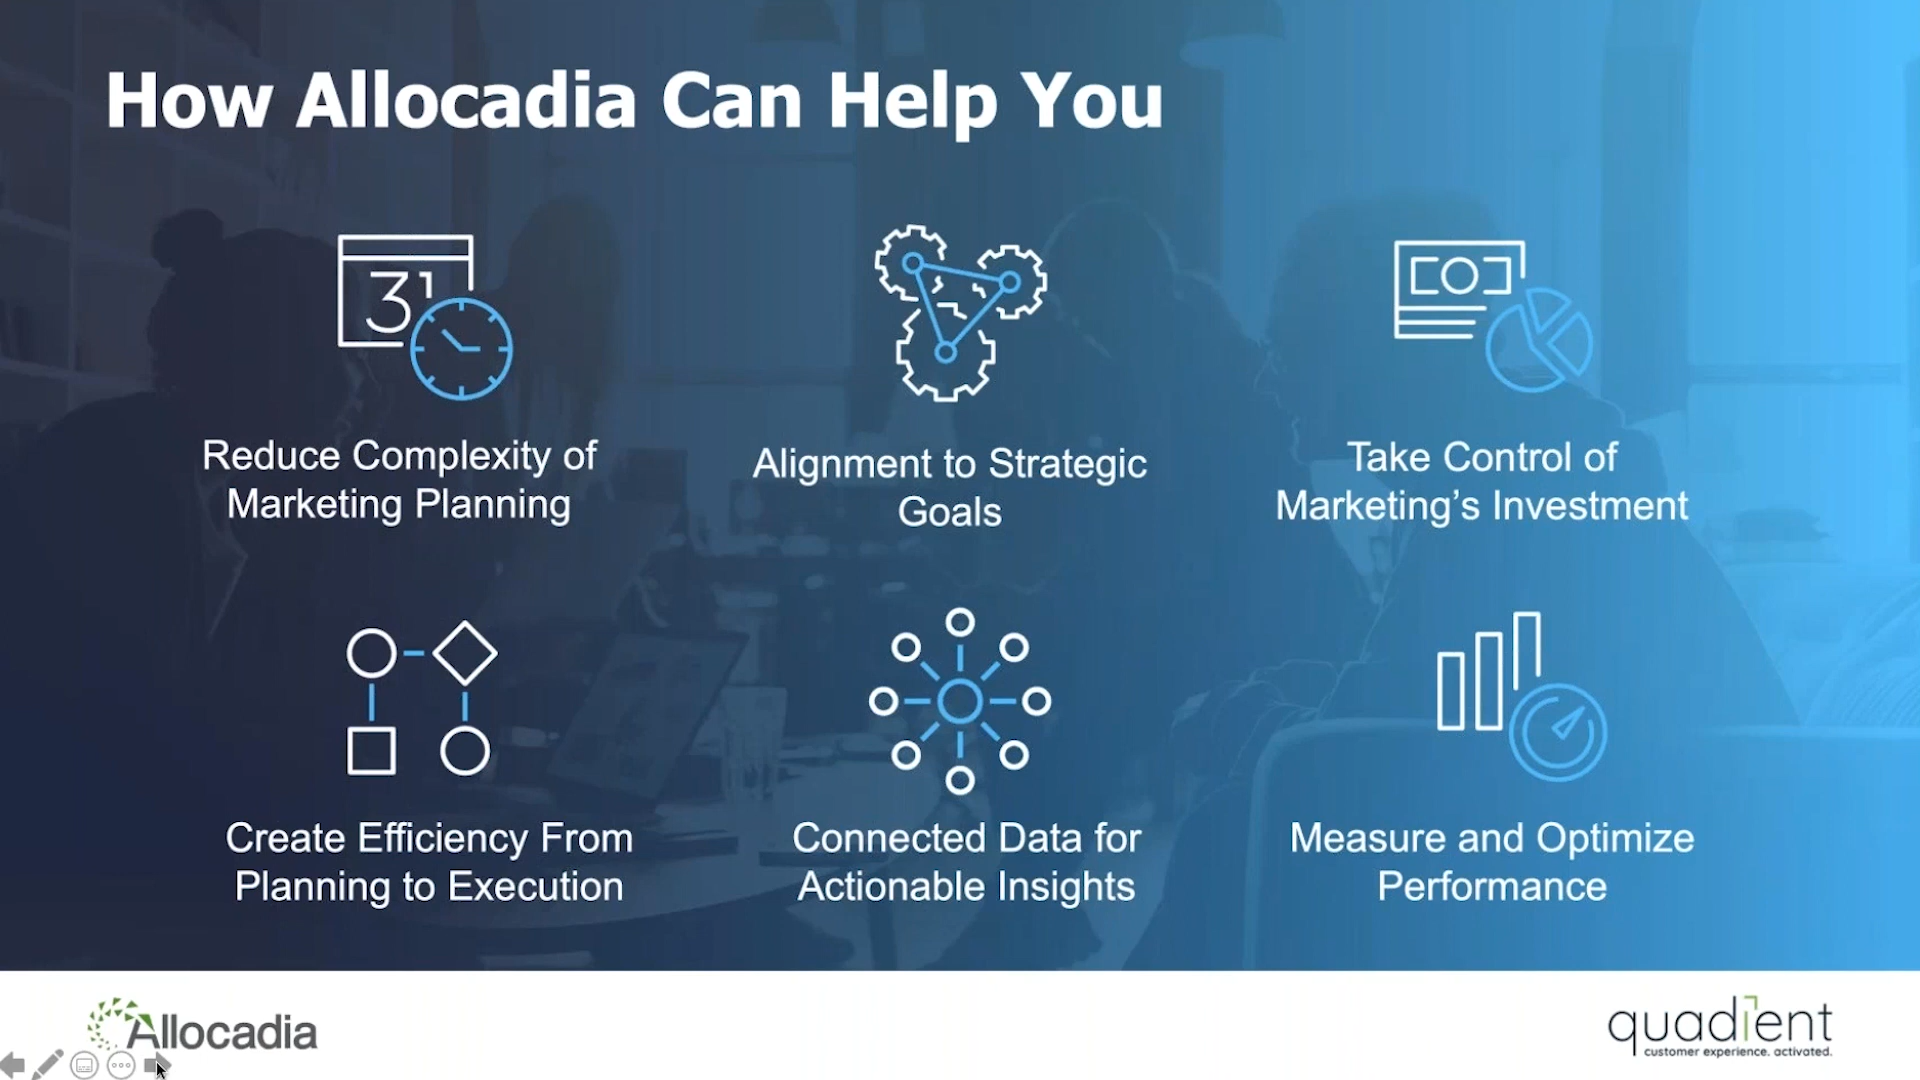 How Allocadia Can Help You
31
Reduce Complexity of
Marketing Planning
Alignment to Strategic
Goals
Take Control of
Marketing’s Investment
Create Efficiency From
Planning to Execution
Connected Data for
Actionable Insights
Measure and Optimize
Performance
Allocadia
quadient
customer experience. activated.